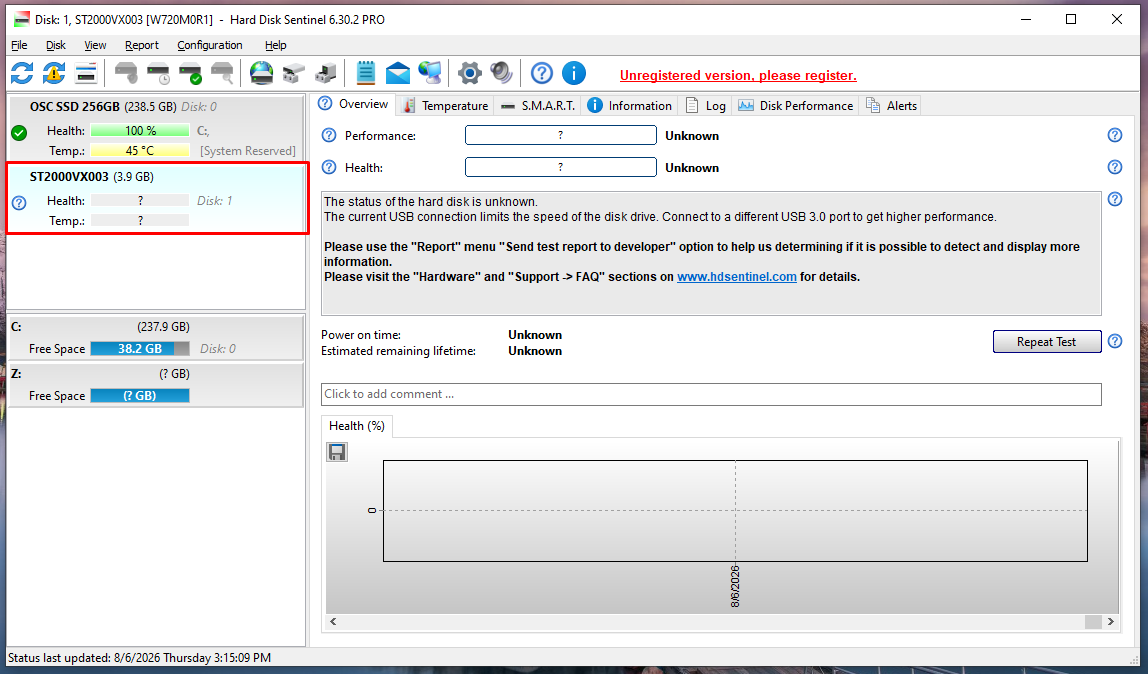 Disk: 1, ST2000VX003 [W720M0R1] - Hard Disk Sentinel 6.30.2 PRO
File Disk View Report Configuration Help
Unregistered version, please register.
OSC SSD 256GB (238.5 GB) Disk: 0
Health: 100 % C:,
Temp.: 45 °C [System Reserved]
ST2000VX003 (3.9 GB)
Health: ? Disk: 1
Temp.: ?
C: (237.9 GB)
Free Space 38.2 GB Disk: 0
Z: (? GB)
Free Space (? GB)
Overview Temperature S.M.A.R.T. Information Log Disk Performance Alerts
Performance: ? Unknown
Health: ? Unknown
The status of the hard disk is unknown.
The current USB connection limits the speed of the disk drive. Connect to a different USB 3.0 port to get higher performance.
Please use the "Report" menu "Send test report to developer" option to help us determining if it is possible to detect and display more
information.
Please visit the "Hardware" and "Support -> FAQ" sections on www.hdsentinel.com for details.
Power on time: Unknown
Estimated remaining lifetime: Unknown
Repeat Test
Click to add comment ...
Health (%)
0
8/6/2026
Status last updated: 8/6/2026 Thursday 3:15:09 PM